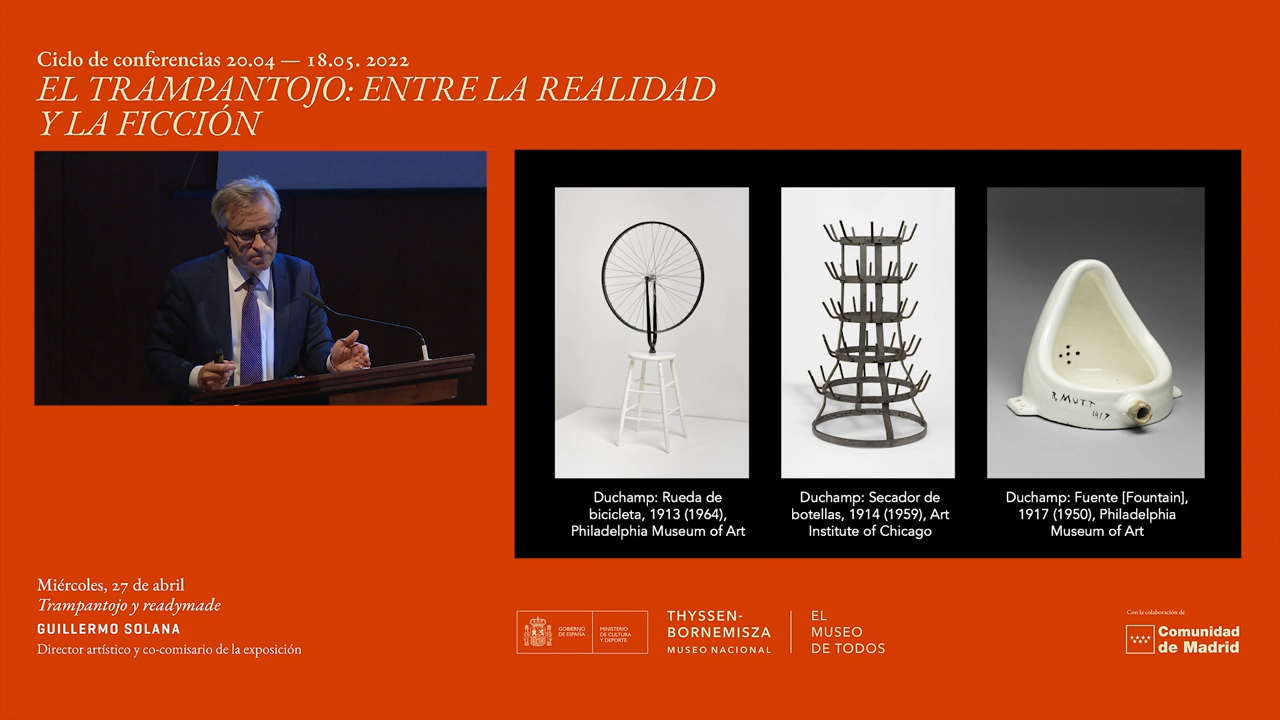 Ciclo de conferencias 20.04 — 18.05. 2022
EL TRAMPANTOJO: ENTRE LA REALIDAD
Y LA FICCIÓN
R. MUTT
1917
Duchamp: Rueda de
bicicleta, 1913 (1964),
Philadelphia Museum of Art
Duchamp: Secador de
botellas, 1914 (1959), Art
Institute of Chicago
Duchamp: Fuente [Fountain],
1917 (1950), Philadelphia
Museum of Art
Miércoles, 27 de abril
Trampantojo y readymade
GUILLERMO SOLANA
Director artístico y co-comisario de la exposición
GOBIERNO
DE ESPAÑA
MINISTERIO
DE CULTURA
Y DEPORTE
THYSSEN-
BORNEMISZA
MUSEO NACIONAL
EL
MUSEO
DE TODOS
Con la colaboración de
Comunidad
de Madrid